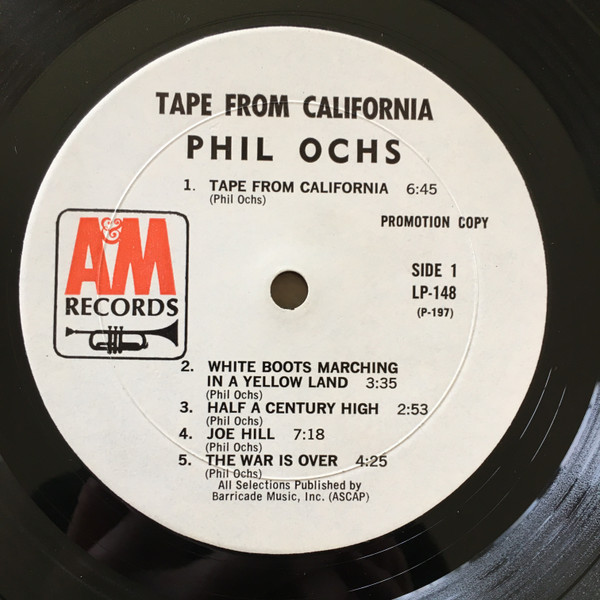 TAPE FROM CALIFORNIA
PHIL OCHS
1. TAPE FROM CALIFORNIA 6:45
(Phil Ochs)
PROMOTION COPY
A&M
RECORDS
SIDE 1
LP-148
(P-197)
2. WHITE BOOTS MARCHING
IN A YELLOW LAND 3:35
(Phil Ochs)
3. HALF A CENTURY HIGH 2:53
(Phil Ochs)
4. JOE HILL 7:18
(Phil Ochs)
5. THE WAR IS OVER 4:25
(Phil Ochs)
All Selections Published by
Barricade Music, Inc. (ASCAP)